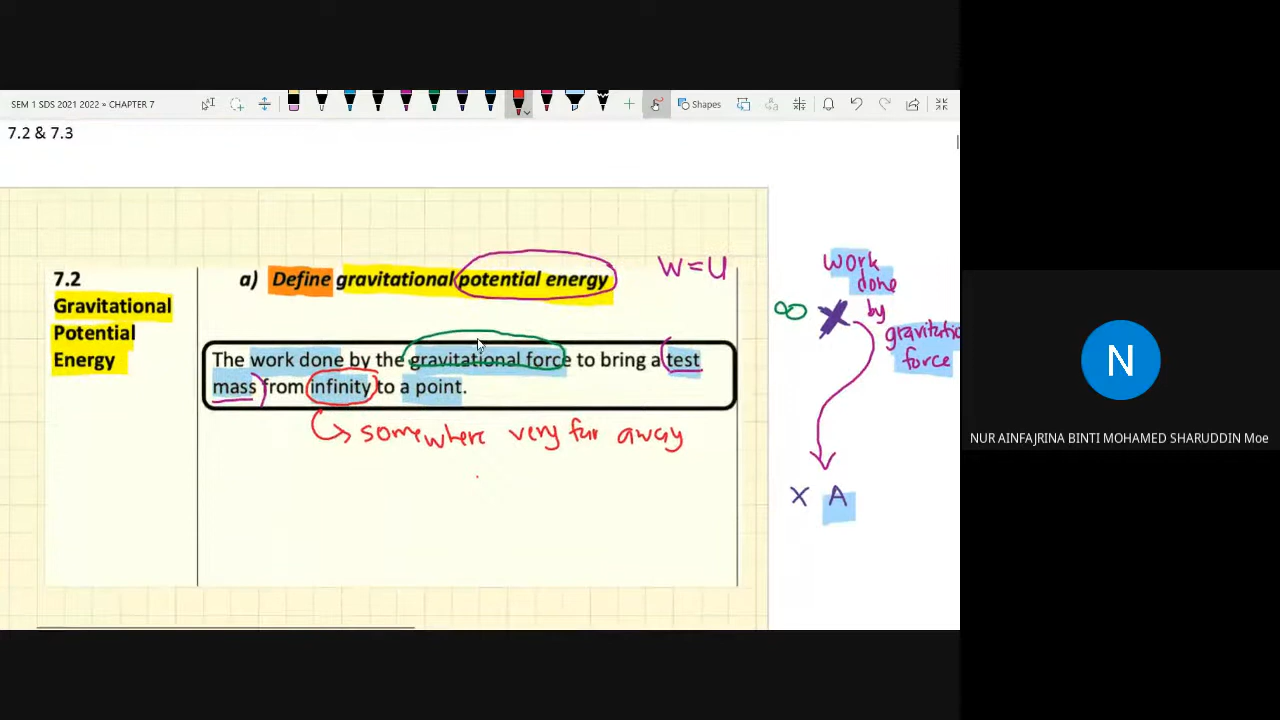 SEM 1 SDS 2021 2022 » CHAPTER 7
Shapes
7.2 & 7.3
7.2
Gravitational
Potential
Energy
a) Define gravitational potential energy
W=U
The work done by the gravitational force to bring a test
mass from infinity to a point.
somewhere very far away
work
done
by
gravitatio
force
∞
X A
N
NUR AINFAJRINA BINTI MOHAMED SHARUDDIN Moe